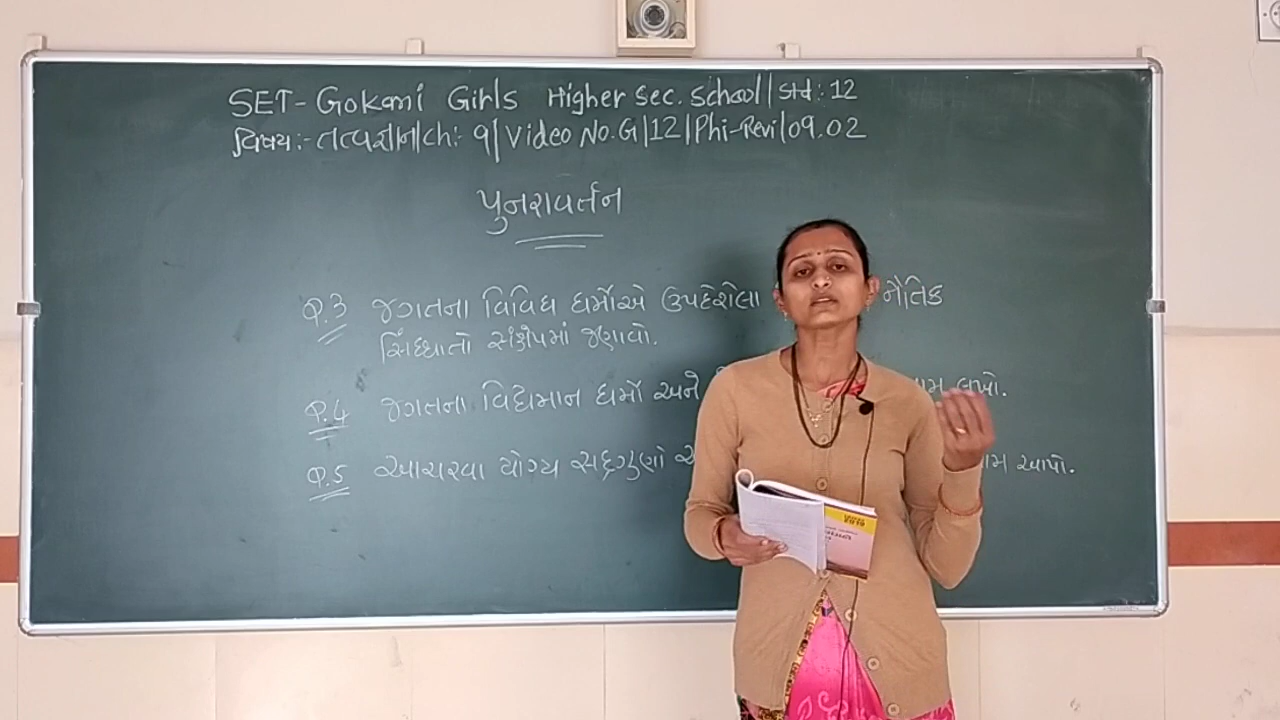 SET- Gokani Girls Higher Sec. School | Std: 12
વિષય:- તત્વજ્ઞાન | ch:- 9 | Video No. G | 12 | Phi-Revi | 09.02
પુનરાવર્તન
Q.3 જગતના વિવિધ ધર્મોએ ઉપદેશેલા નૈતિક
સિધ્ધાતો સંક્ષેપમાં જણાવો.
Q.4 જગતના વિદ્યમાન ધર્મો અને લખો.
Q.5 આચરવા યોગ્ય સદ્દગુણો આપો.